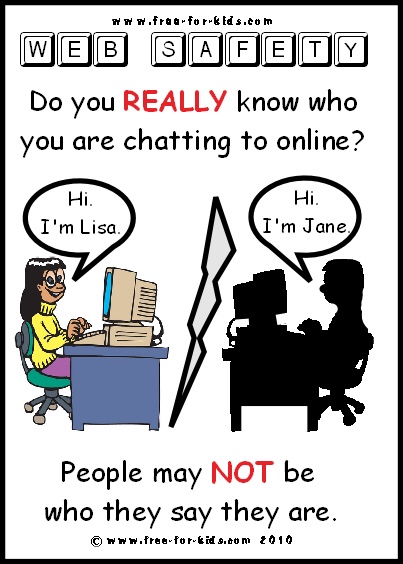 www.free-for-kids.com
WEB SAFETY
Do you REALLY know who
you are chatting to online?
Hi.
I'm Lisa.
Hi.
I'm Jane.
People may NOT be
who they say they are.
© www.free-for-kids.com 2010